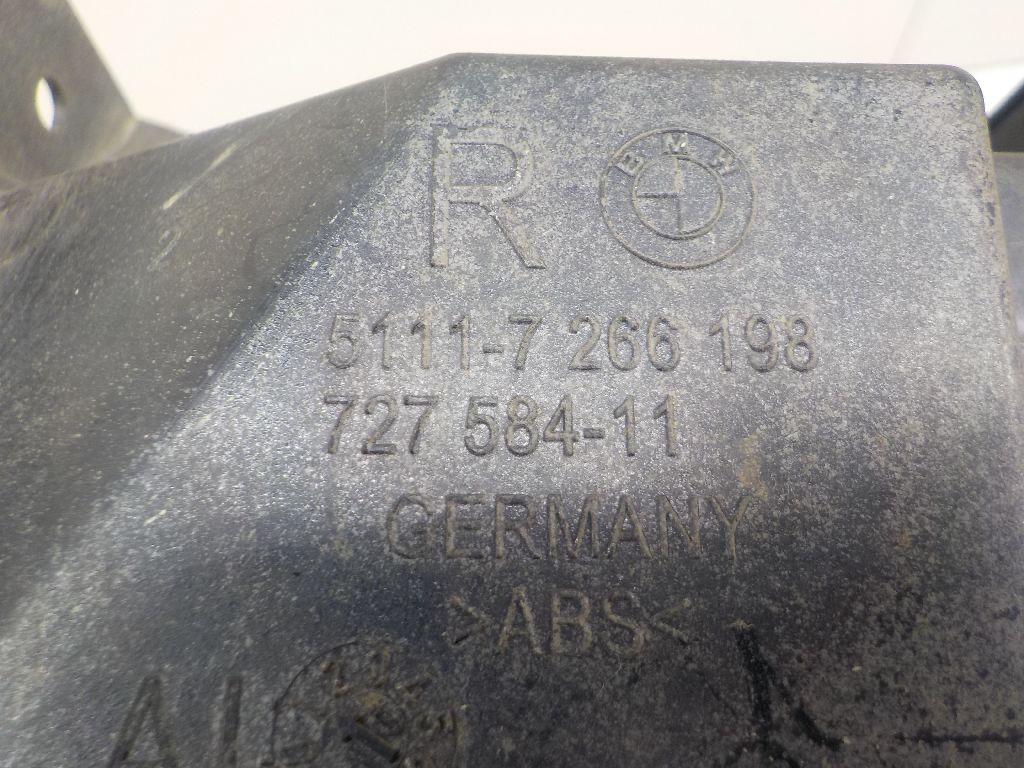 R BMW
5111-7 266 198
727 584-11
GERMANY
>ABS<